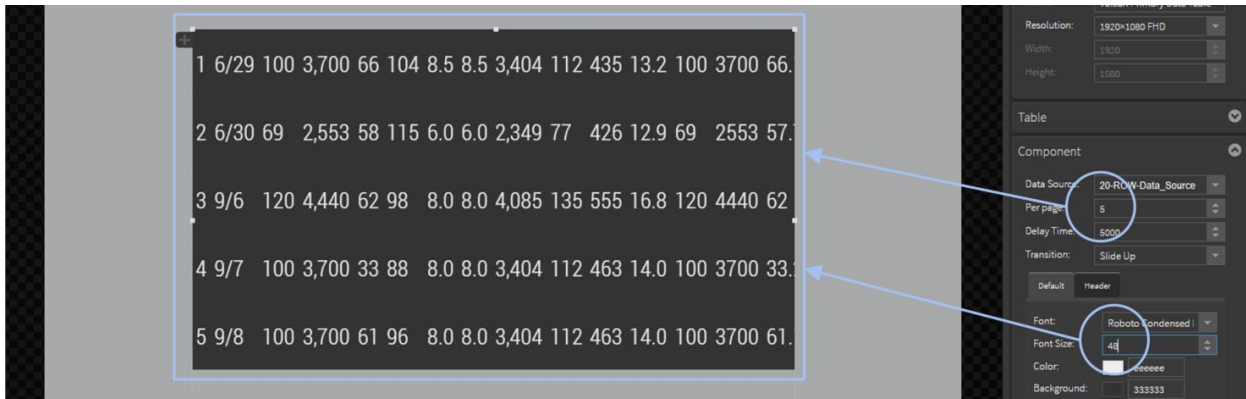 1 6/29 100 3,700 66 104 8.5 8.5 3,404 112 435 13.2 100 3700 66.
2 6/30 69 2,553 58 115 6.0 6.0 2,349 77 426 12.9 69 2553 57.
3 9/6 120 4,440 62 98 8.0 8.0 4,085 135 555 16.8 120 4440 62
4 9/7 100 3,700 33 88 8.0 8.0 3,404 112 463 14.0 100 3700 33.
5 9/8 100 3,700 61 96 8.0 8.0 3,404 112 463 14.0 100 3700 61.
Resolution: 1920×1080 FHD
Width: 1920
Height: 1080
Table
Component
Data Source: 20-ROW-Data_Source
Per page: 5
Delay Time: 5000
Transition: Slide Up
Default Header
Font: Roboto Condensed
Font Size: 48
Color: eeeeee
Background: 333333